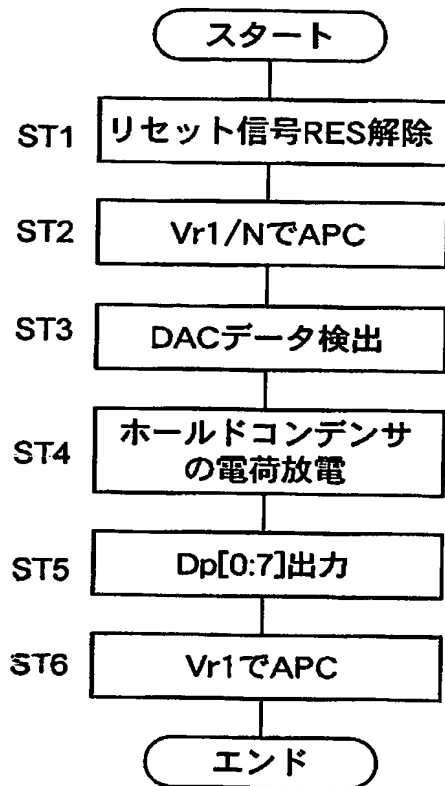 スタート
ST1 リセット信号RES解除
ST2 Vr1/NでAPC
ST3 DACデータ検出
ST4 ホールドコンデンサ
の電荷放電
ST5 Dp[0:7]出力
ST6 Vr1でAPC
エンド